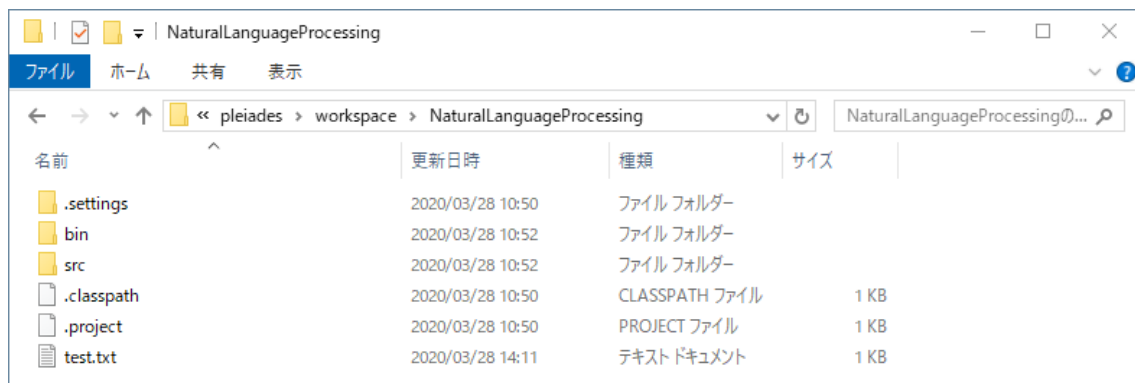 NaturalLanguageProcessing
ファイル ホーム 共有 表示
« pleiades > workspace > NaturalLanguageProcessing NaturalLanguageProcessingの...
名前 更新日時 種類 サイズ
.settings 2020/03/28 10:50 ファイル フォルダー
bin 2020/03/28 10:52 ファイル フォルダー
src 2020/03/28 10:52 ファイル フォルダー
.classpath 2020/03/28 10:50 CLASSPATH ファイル 1 KB
.project 2020/03/28 10:50 PROJECT ファイル 1 KB
test.txt 2020/03/28 14:11 テキスト ドキュメント 1 KB